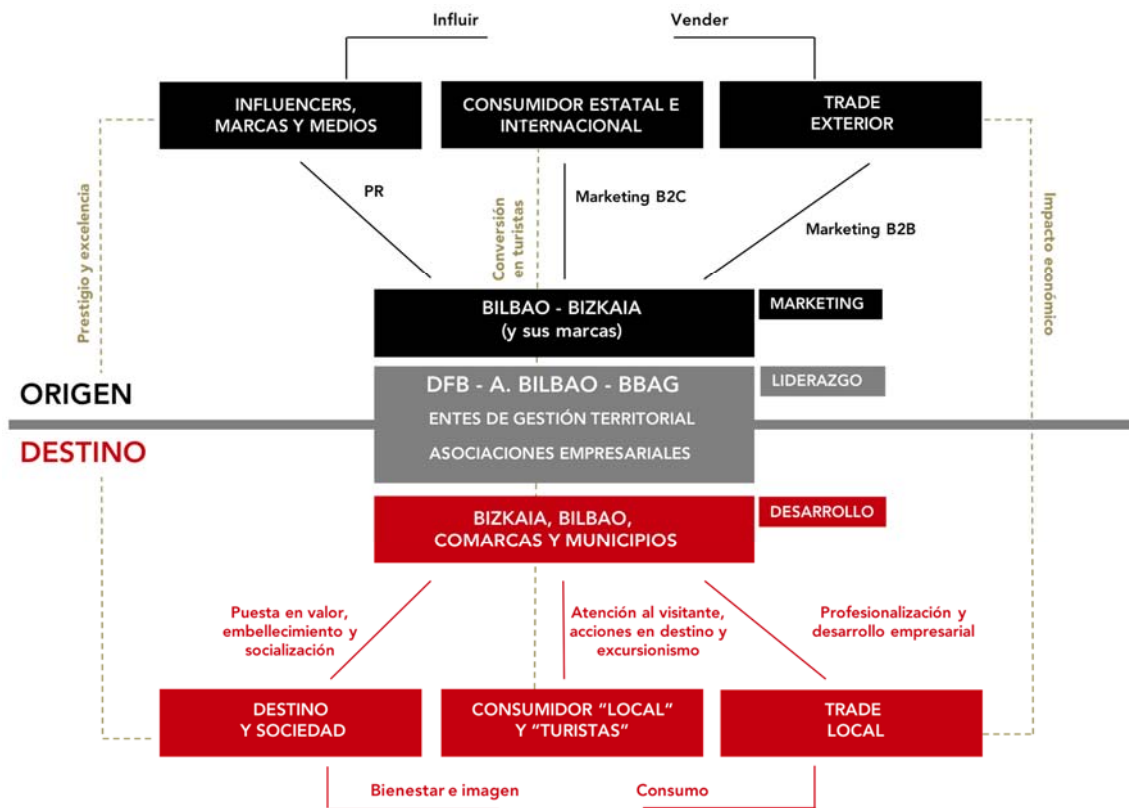 Influir
Vender
INFLUENCERS,
MARCAS Y MEDIOS
CONSUMIDOR ESTATAL E
INTERNACIONAL
TRADE
EXTERIOR
Prestigio y excelencia
PR
Conversión
en turistas
Marketing B2C
Marketing B2B
Impacto económico
BILBAO - BIZKAIA
(y sus marcas)
MARKETING
DFB - A. BILBAO - BBAG
ENTES DE GESTIÓN TERRITORIAL
ASOCIACIONES EMPRESARIALES
LIDERAZGO
ORIGEN
DESTINO
BIZKAIA, BILBAO,
COMARCAS Y MUNICIPIOS
DESARROLLO
Puesta en valor,
embellecimiento y
socialización
Atención al visitante,
acciones en destino y
excursionismo
Profesionalización y
desarrollo empresarial
DESTINO
Y SOCIEDAD
CONSUMIDOR "LOCAL"
Y "TURISTAS"
TRADE
LOCAL
Bienestar e imagen
Consumo